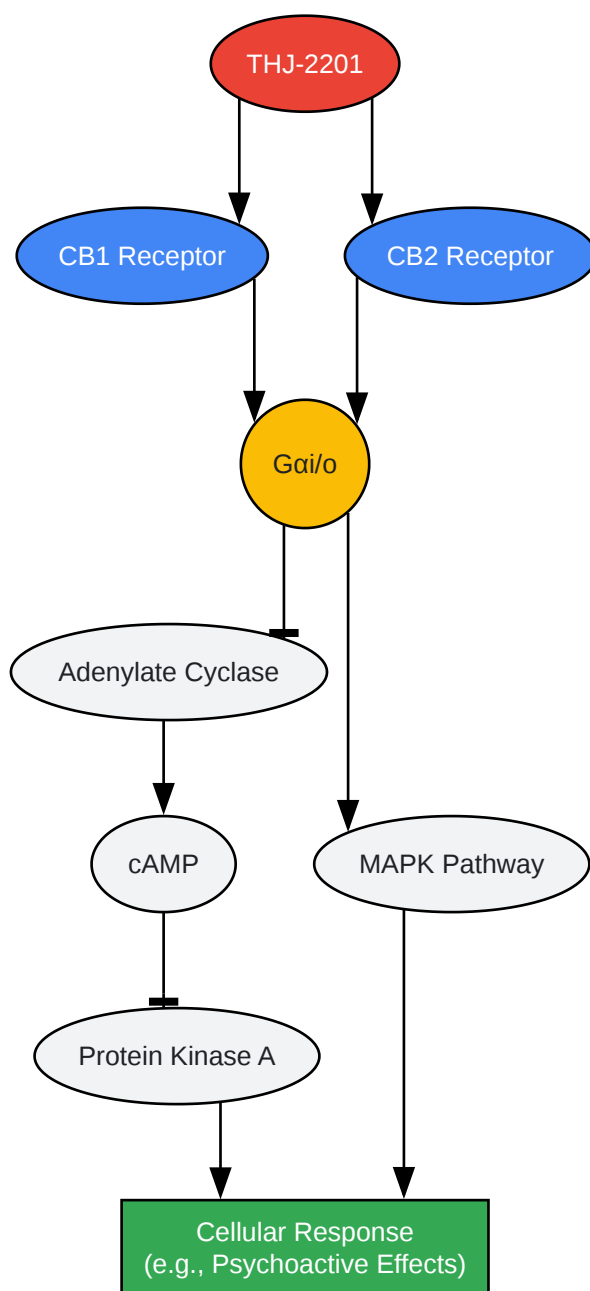 THJ-2201
CB1 Receptor
CB2 Receptor
Gαi/o
Adenylate Cyclase
cAMP
MAPK Pathway
Protein Kinase A
Cellular Response
(e.g., Psychoactive Effects)